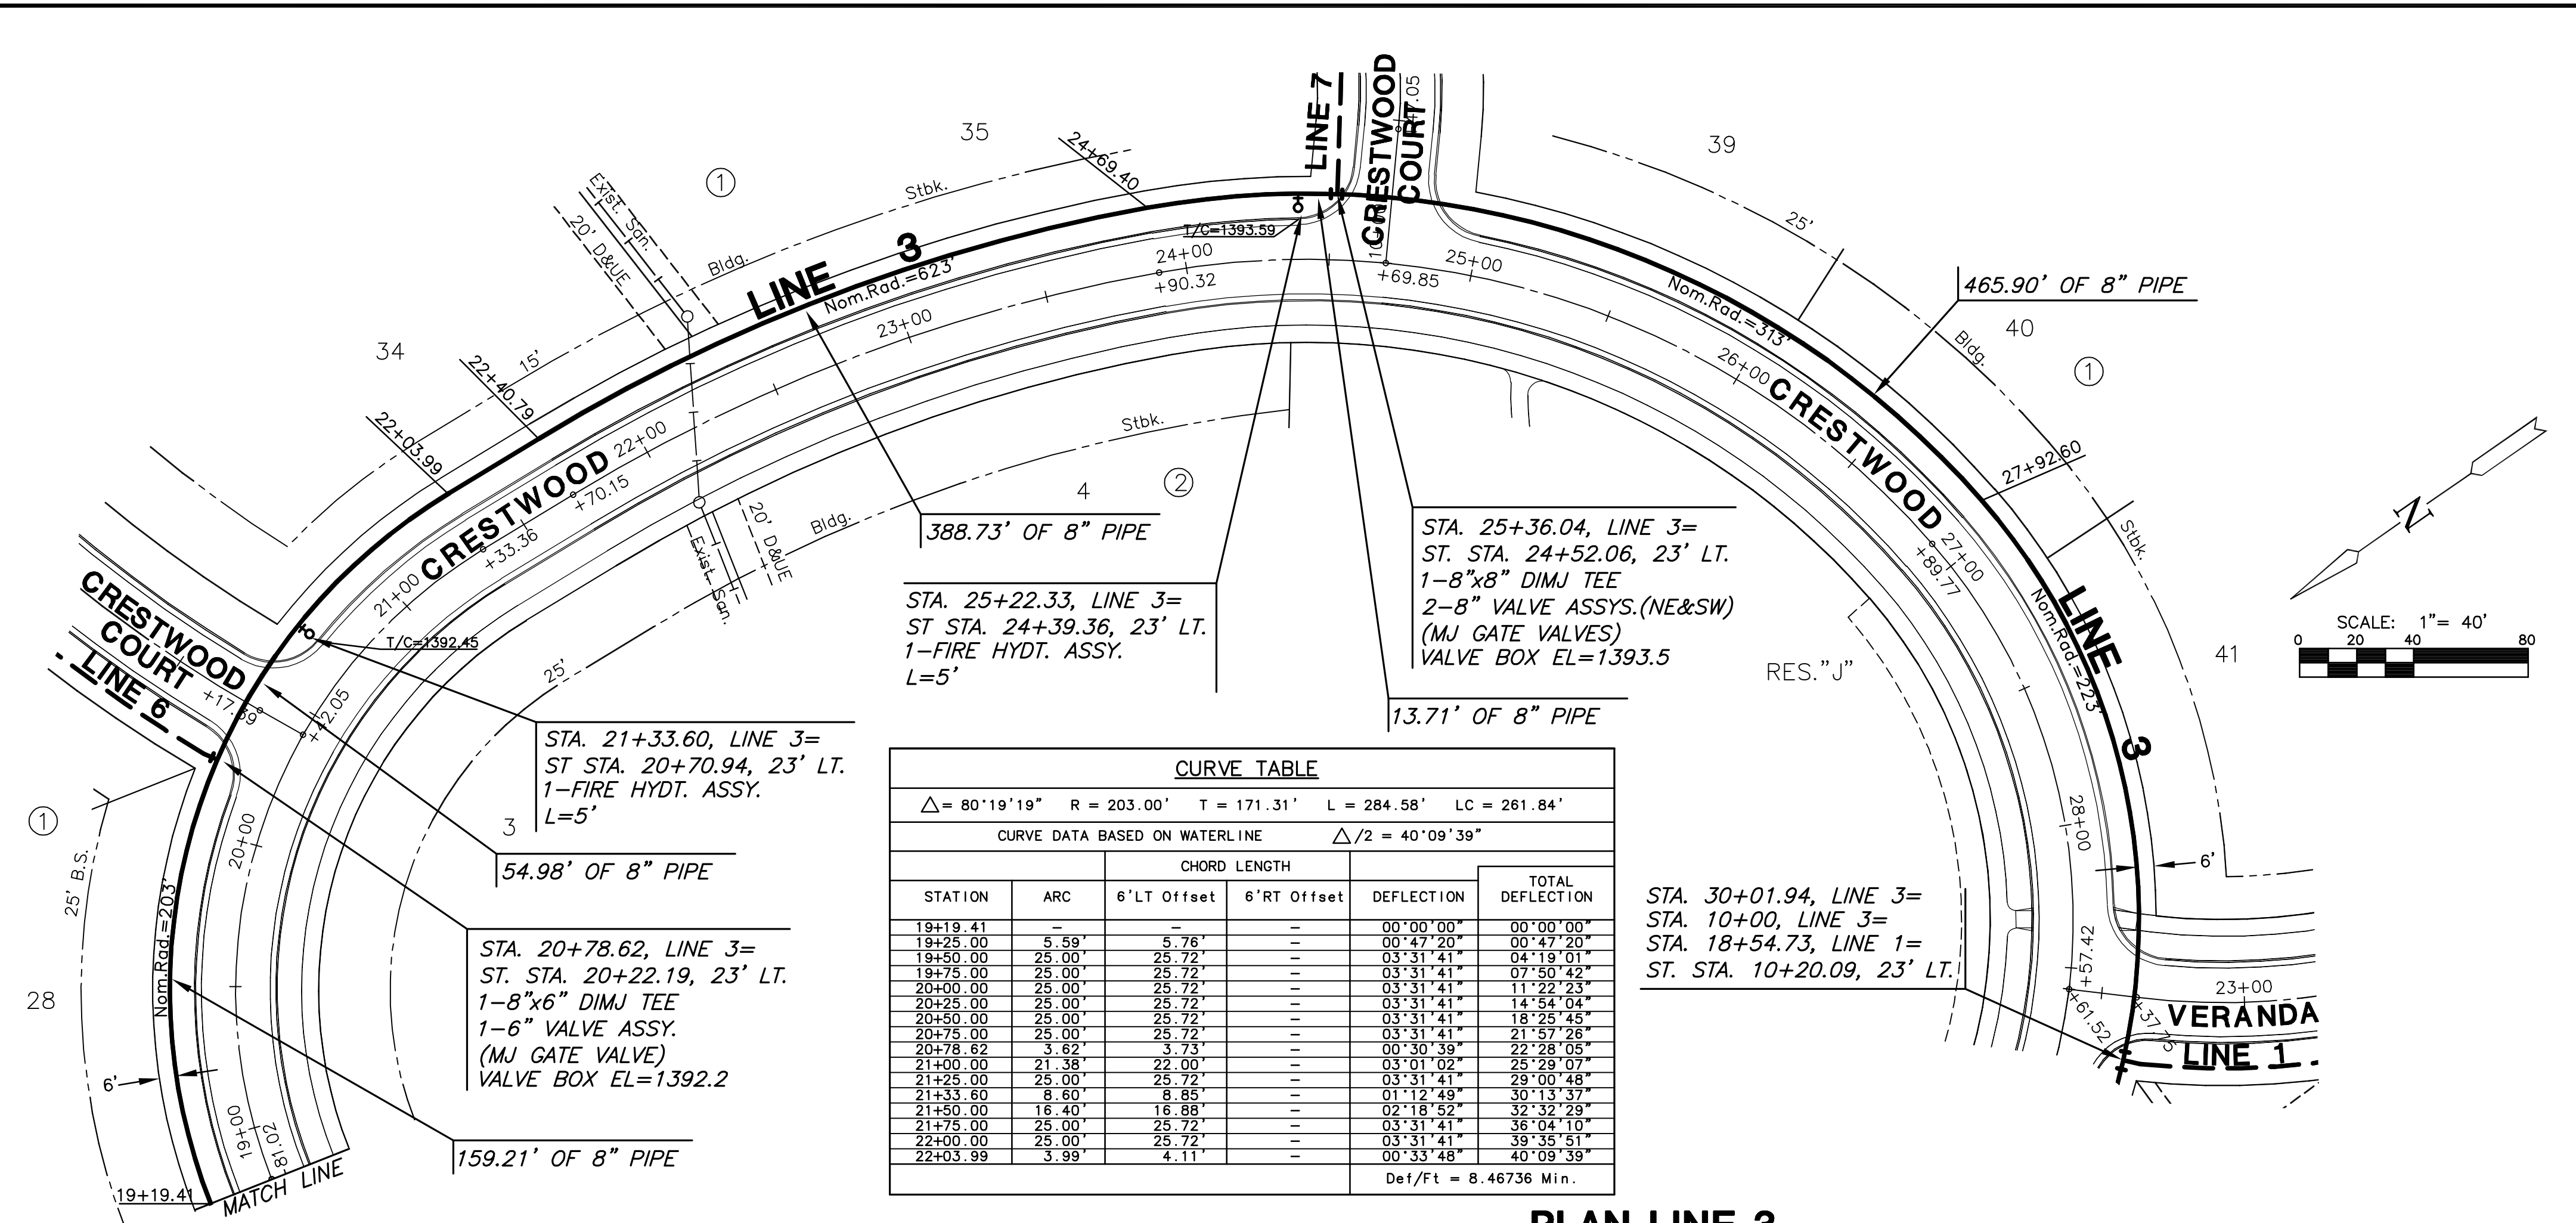 CRESTWOOD
COURT
LINE 7
35
1
34
39
40
1
41
24+69.40
22+40.79
22+03.99
27+92.60
Exist. San.
20' D&UE
Bldg.
Stbk.
15'
25'
Bldg.
Stbk.
LINE 3
Nom.Rad.=623'
T/C=1393.59
24+00
+90.32
23+00
22+00
+70.15
+33.36
21+00
CRESTWOOD
+69.85
25+00
Nom.Rad.=313'
26+00
CRESTWOOD
27+00
+89.77
Nom.Rad.=223'
LINE 3
28+00
+57.42
+61.52
+37.75
465.90' OF 8" PIPE
N
SCALE: 1"= 40'
0 20 40 80
4
2
Stbk.
Bldg.
20' D&UE
Exist. San.
25'
388.73' OF 8" PIPE
STA. 25+22.33, LINE 3=
ST STA. 24+39.36, 23' LT.
1-FIRE HYDT. ASSY.
L=5'
STA. 25+36.04, LINE 3=
ST. STA. 24+52.06, 23' LT.
1-8"x8" DIMJ TEE
2-8" VALVE ASSYS.(NE&SW)
(MJ GATE VALVES)
VALVE BOX EL=1393.5
13.71' OF 8" PIPE
RES."J"
CRESTWOOD
COURT
LINE 6
+17.39
+42.05
T/C=1392.45
STA. 21+33.60, LINE 3=
ST STA. 20+70.94, 23' LT.
1-FIRE HYDT. ASSY.
L=5'
3
54.98' OF 8" PIPE
STA. 20+78.62, LINE 3=
ST. STA. 20+22.19, 23' LT.
1-8"x6" DIMJ TEE
1-6" VALVE ASSY.
(MJ GATE VALVE)
VALVE BOX EL=1392.2
159.21' OF 8" PIPE
1
25' B.S.
28
Nom.Rad.=203'
20+00
6'
19+00
19+19.41
MATCH LINE
CURVE TABLE
△= 80°19'19" R = 203.00' T = 171.31' L = 284.58' LC = 261.84'
CURVE DATA BASED ON WATERLINE △/2 = 40°09'39"
CHORD LENGTH
STATION ARC 6'LT Offset 6'RT Offset DEFLECTION TOTAL DEFLECTION
19+19.41 – – – 00°00'00" 00°00'00"
19+25.00 5.59' 5.76' – 00°47'20" 00°47'20"
19+50.00 25.00' 25.72' – 03°31'41" 04°19'01"
19+75.00 25.00' 25.72' – 03°31'41" 07°50'42"
20+00.00 25.00' 25.72' – 03°31'41" 11°22'23"
20+25.00 25.00' 25.72' – 03°31'41" 14°54'04"
20+50.00 25.00' 25.72' – 03°31'41" 18°25'45"
20+75.00 25.00' 25.72' – 03°31'41" 21°57'26"
20+78.62 3.62' 3.73' – 00°30'39" 22°28'05"
21+00.00 21.38' 22.00' – 03°01'02" 25°29'07"
21+25.00 25.00' 25.72' – 03°31'41" 29°00'48"
21+33.60 8.60' 8.85' – 01°12'49" 30°13'37"
21+50.00 16.40' 16.88' – 02°18'52" 32°32'29"
21+75.00 25.00' 25.72' – 03°31'41" 36°04'10"
22+00.00 25.00' 25.72' – 03°31'41" 39°35'51"
22+03.99 3.99' 4.11' – 00°33'48" 40°09'39"
Def/Ft = 8.46736 Min.
STA. 30+01.94, LINE 3=
STA. 10+00, LINE 3=
STA. 18+54.73, LINE 1=
ST. STA. 10+20.09, 23' LT.
6'
23+00
VERANDA
LINE 1
PLAN LINE 3